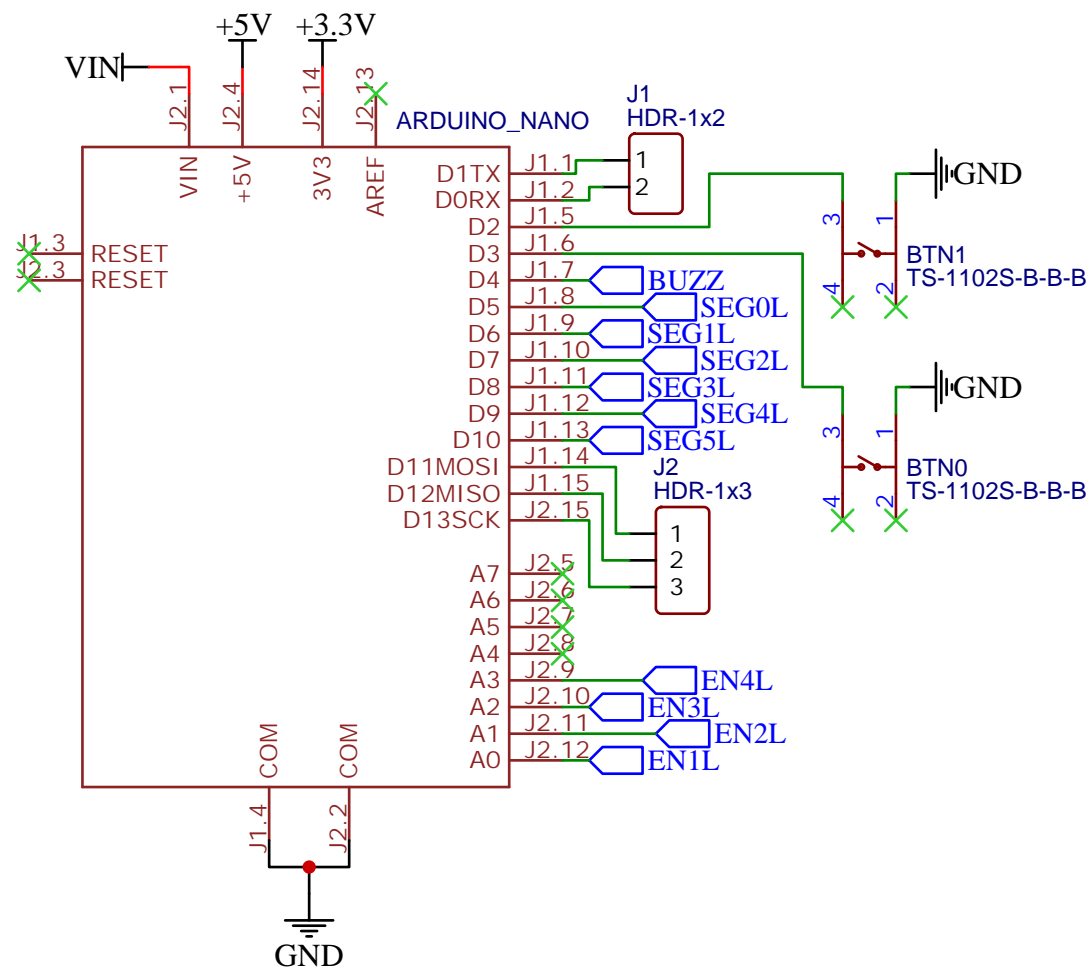 +5V +3.3V
VIN
J2.1 J2.4 J2.14 J2.13
ARDUINO_NANO
VIN +5V 3V3 AREF
J1
HDR-1x2
1
2
D1TX J1.1
D0RX J1.2
D2 J1.5
D3 J1.6
D4 J1.7 BUZZ
D5 J1.8 SEG0L
D6 J1.9 SEG1L
D7 J1.10 SEG2L
D8 J1.11 SEG3L
D9 J1.12 SEG4L
D10 J1.13 SEG5L
D11MOSI J1.14
D12MISO J1.15
D13SCK J2.15
J1.3 RESET
J2.3 RESET
GND
3 1
BTN1
TS-1102S-B-B-B
4 2
GND
3 1
BTN0
TS-1102S-B-B-B
4 2
J2
HDR-1x3
1
2
3
A7 J2.5
A6 J2.6
A5 J2.7
A4 J2.8
A3 J2.9 EN4L
A2 J2.10 EN3L
A1 J2.11 EN2L
A0 J2.12 EN1L
COM COM
J1.4 J2.2
GND